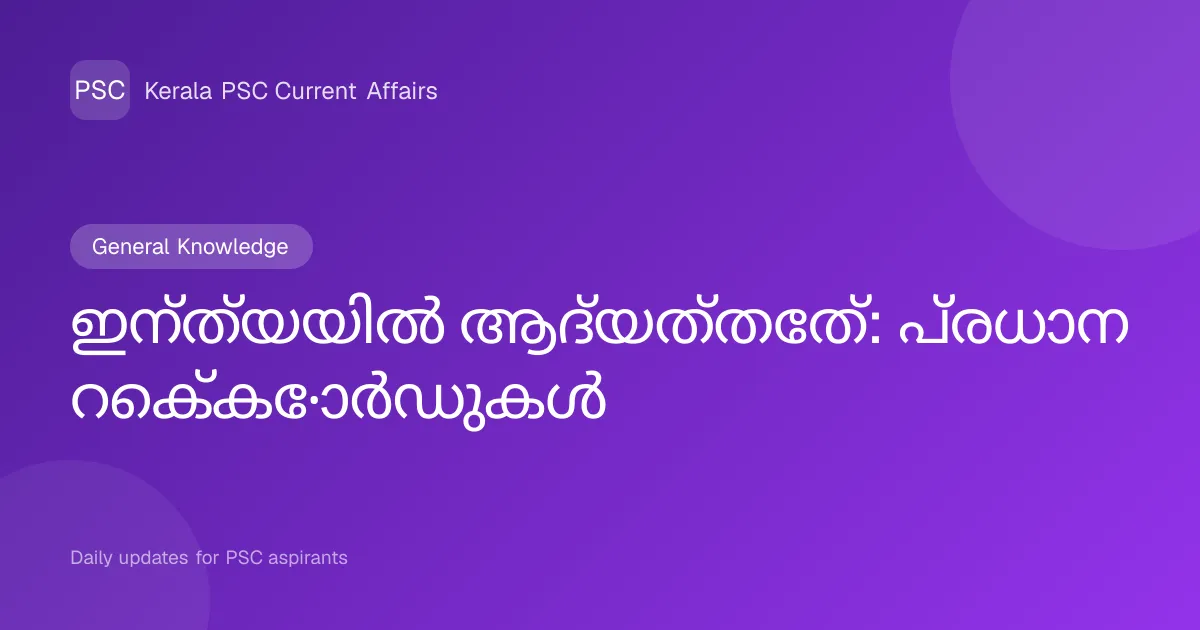 PSC Kerala PSC Current Affairs
General Knowledge
ഇന്ത്യയിൽ ആദ്യത്തേത്: പ്രധാന
റെക്കോർഡുകൾ
Daily updates for PSC aspirants